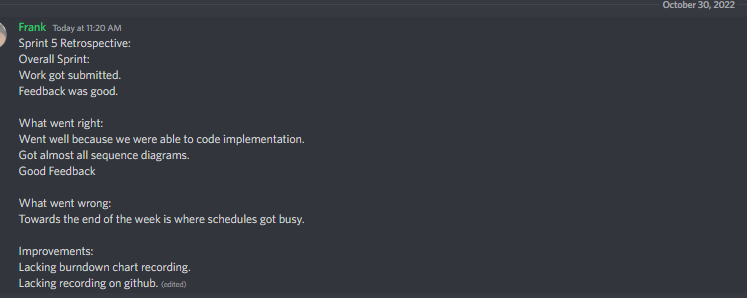 October 30, 2022
Frank Today at 11:20 AM
Sprint 5 Retrospective:
Overall Sprint:
Work got submitted.
Feedback was good.
What went right:
Went well because we were able to code implementation.
Got almost all sequence diagrams.
Good Feedback
What went wrong:
Towards the end of the week is where schedules got busy.
Improvements:
Lacking burndown chart recording.
Lacking recording on github. (edited)